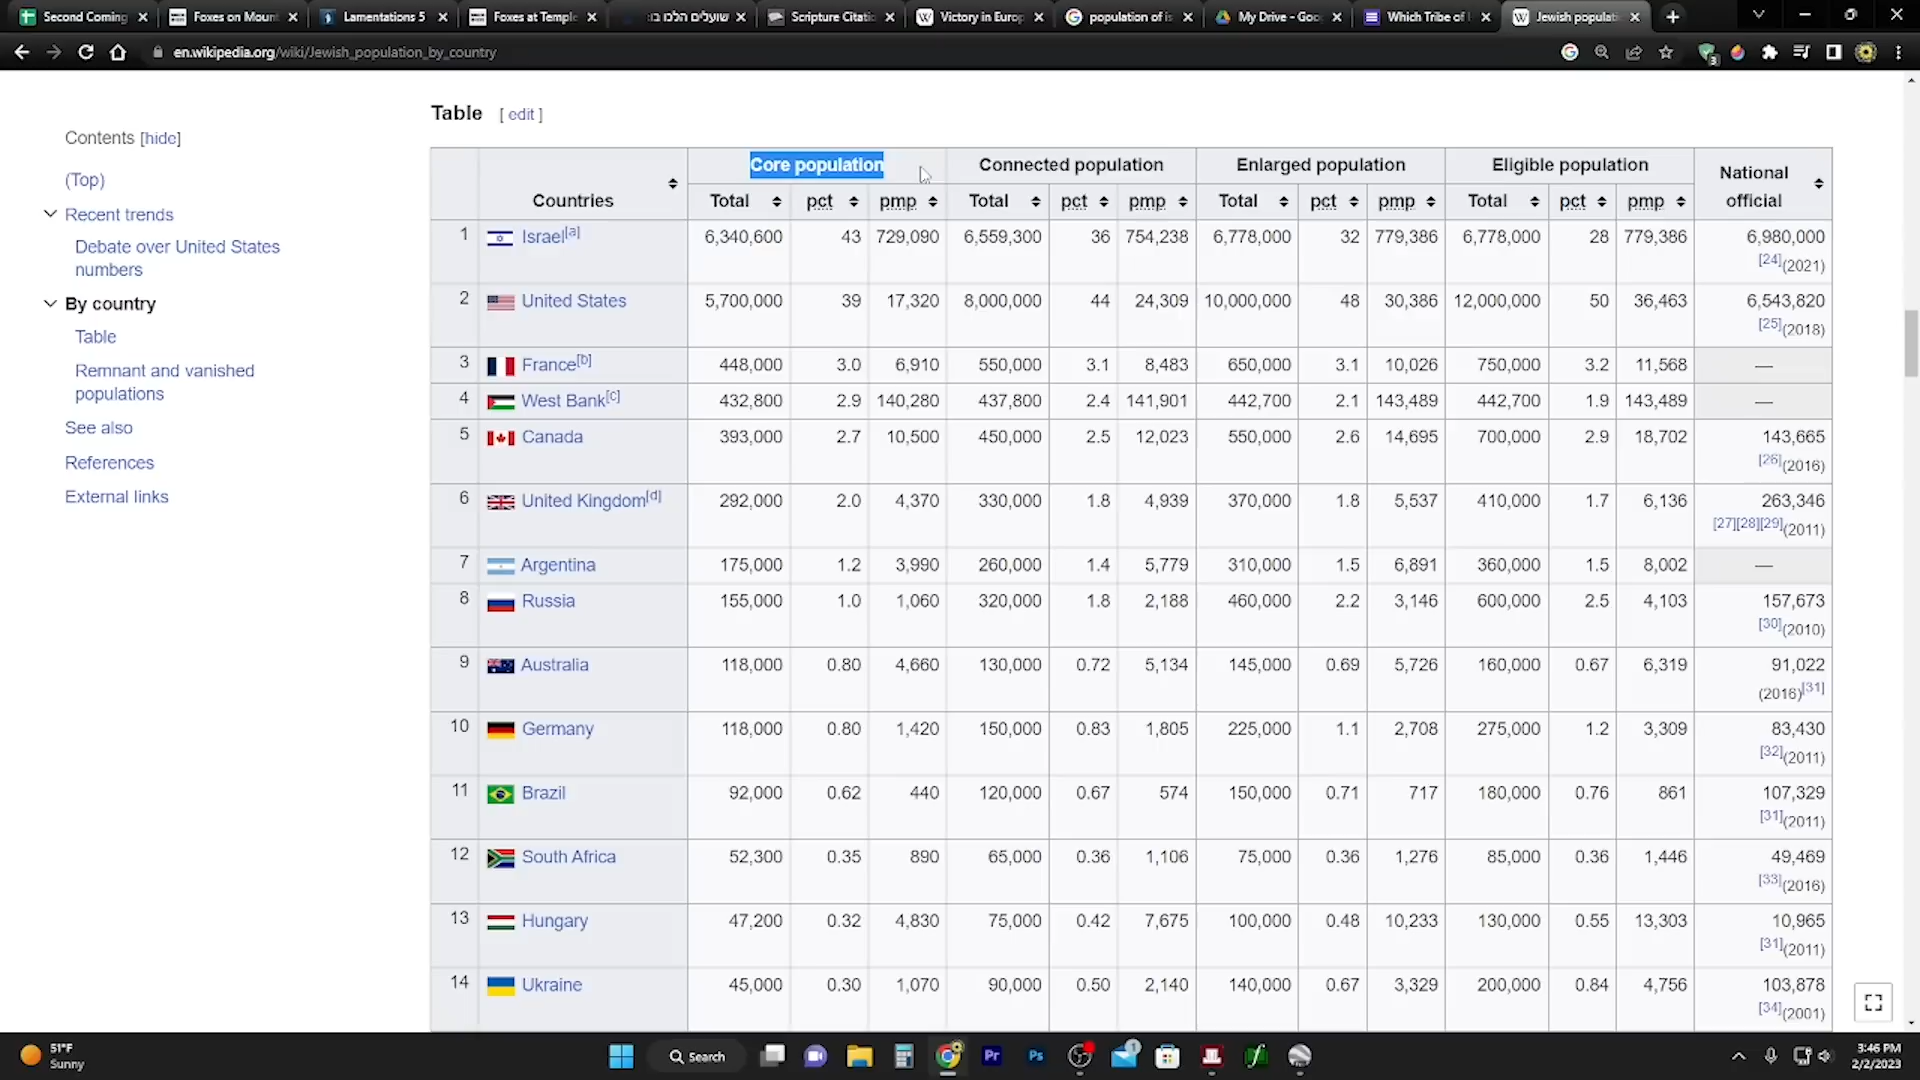 Second Coming
Foxes on Moun
Lamentations 5
Foxes at Temple
שועלים הלכו בו:
Scripture Citatio
Victory in Europ
population of is
My Drive - Goo
Which Tribe of I
Jewish populati
en.wikipedia.org/wiki/Jewish_population_by_country
3
Contents [hide]
(Top)
Recent trends
Debate over United States
numbers
By country
Table
Remnant and vanished
populations
See also
References
External links
Table [ edit ]
Countries Core population Connected population Enlarged population Eligible population National
official
Total pct pmp Total pct pmp Total pct pmp Total pct pmp
1 Israel[a] 6,340,600 43 729,090 6,559,300 36 754,238 6,778,000 32 779,386 6,778,000 28 779,386 6,980,000
[24](2021)
2 United States 5,700,000 39 17,320 8,000,000 44 24,309 10,000,000 48 30,386 12,000,000 50 36,463 6,543,820
[25](2018)
3 France[b] 448,000 3.0 6,910 550,000 3.1 8,483 650,000 3.1 10,026 750,000 3.2 11,568 —
4 West Bank[c] 432,800 2.9 140,280 437,800 2.4 141,901 442,700 2.1 143,489 442,700 1.9 143,489 —
5 Canada 393,000 2.7 10,500 450,000 2.5 12,023 550,000 2.6 14,695 700,000 2.9 18,702 143,665
[26](2016)
6 United Kingdom[d] 292,000 2.0 4,370 330,000 1.8 4,939 370,000 1.8 5,537 410,000 1.7 6,136 263,346
[27][28][29](2011)
7 Argentina 175,000 1.2 3,990 260,000 1.4 5,779 310,000 1.5 6,891 360,000 1.5 8,002 —
8 Russia 155,000 1.0 1,060 320,000 1.8 2,188 460,000 2.2 3,146 600,000 2.5 4,103 157,673
[30](2010)
9 Australia 118,000 0.80 4,660 130,000 0.72 5,134 145,000 0.69 5,726 160,000 0.67 6,319 91,022
(2016)[31]
10 Germany 118,000 0.80 1,420 150,000 0.83 1,805 225,000 1.1 2,708 275,000 1.2 3,309 83,430
[32](2011)
11 Brazil 92,000 0.62 440 120,000 0.67 574 150,000 0.71 717 180,000 0.76 861 107,329
[31](2011)
12 South Africa 52,300 0.35 890 65,000 0.36 1,106 75,000 0.36 1,276 85,000 0.36 1,446 49,469
[33](2016)
13 Hungary 47,200 0.32 4,830 75,000 0.42 7,675 100,000 0.48 10,233 130,000 0.55 13,303 10,965
[31](2011)
14 Ukraine 45,000 0.30 1,070 90,000 0.50 2,140 140,000 0.67 3,329 200,000 0.84 4,756 103,878
[34](2001)
51°F
Sunny
Search
Pr
Ps
1
3:46 PM
2/2/2023